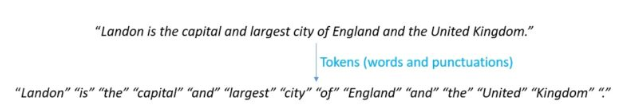 “Landon is the capital and largest city of England and the United Kingdom.”
Tokens (words and punctuations)
“Landon” “is” “the” “capital” “and” “largest” “city” “of” “England” “and” “the” “United” “Kingdom” “.”